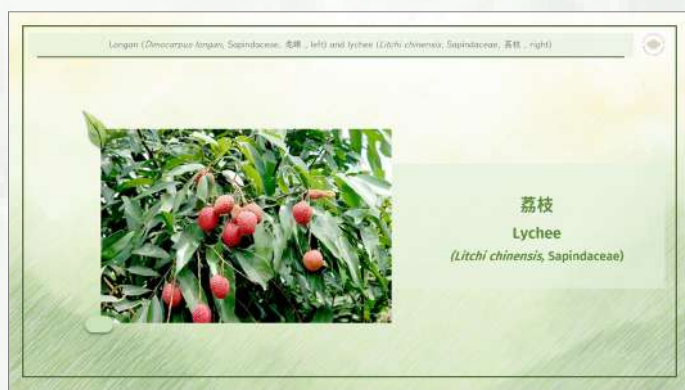 Longan (Dimocarpus longan, Sapindaceae; 龙眼 , left) and lychee (Litchi chinensis, Sapindaceae; 荔枝 , right)
荔枝
Lychee
(Litchi chinensis, Sapindaceae)